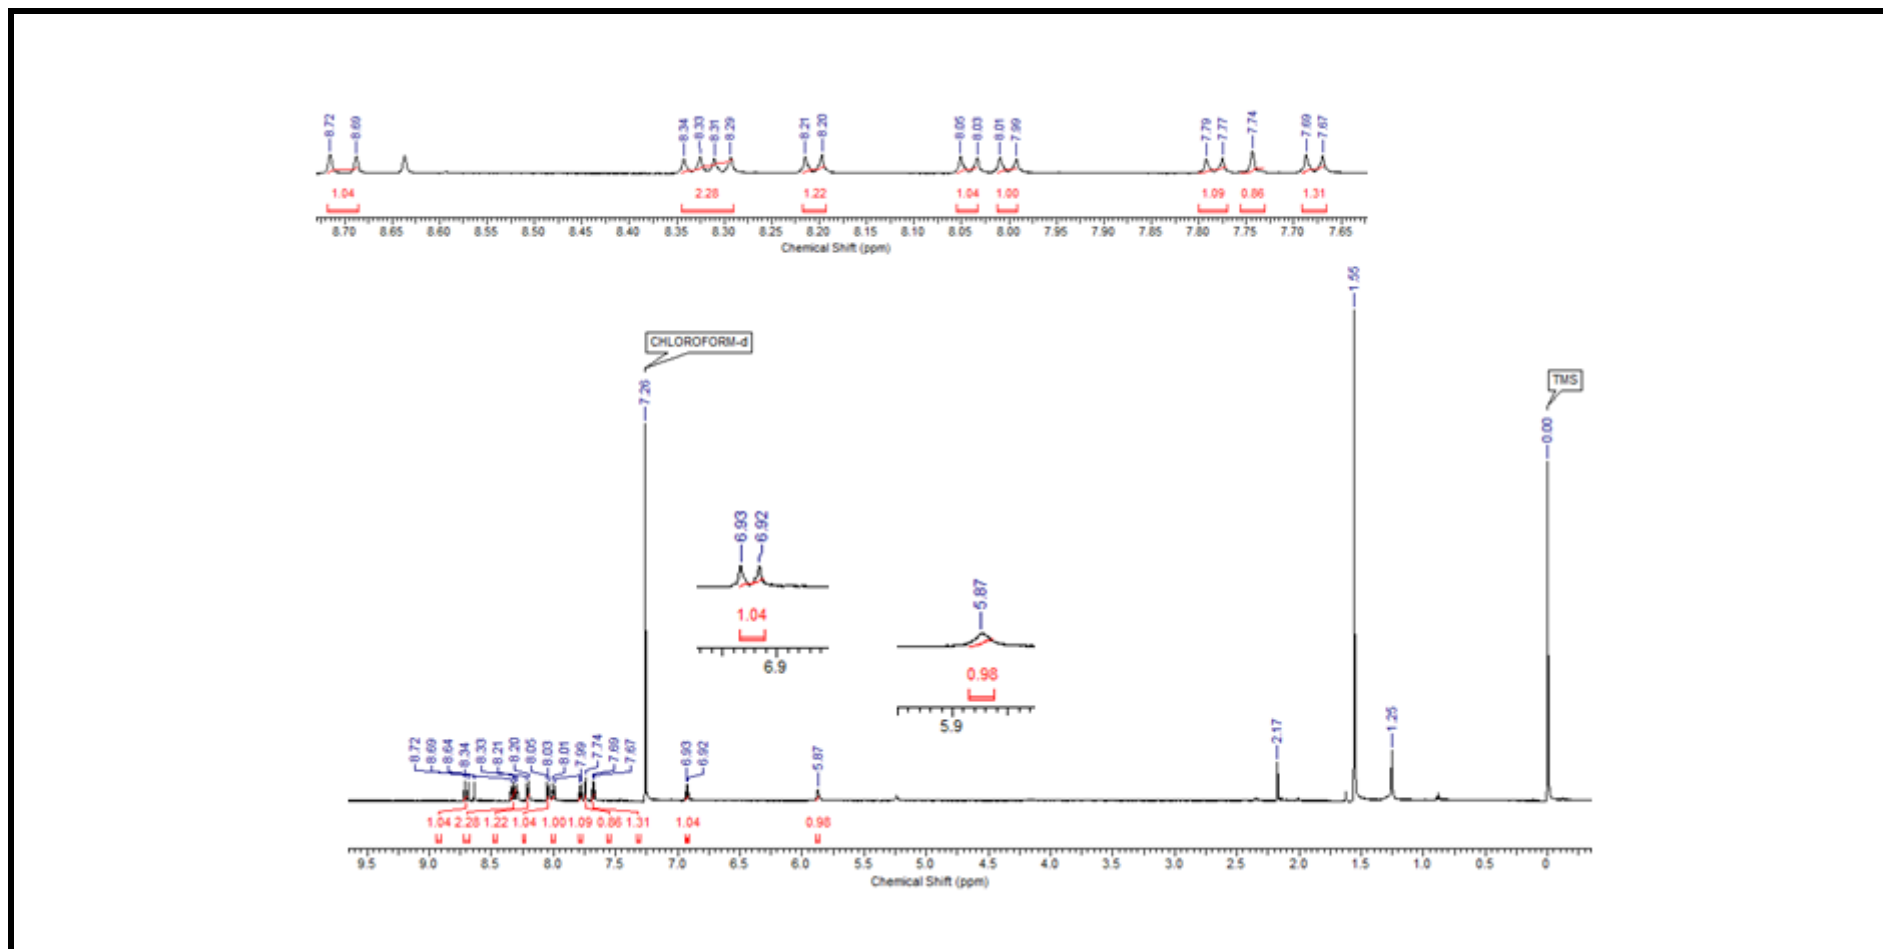 8.72 8.69 8.34 8.33 8.31 8.29 8.21 8.20 8.05 8.03 8.01 7.99 7.79 7.77 7.74 7.69 7.67
1.04 2.28 1.22 1.04 1.00 1.09 0.86 1.31
8.70 8.65 8.60 8.55 8.50 8.45 8.40 8.35 8.30 8.25 8.20 8.15 8.10 8.05 8.00 7.95 7.90 7.85 7.80 7.75 7.70 7.65
Chemical Shift (ppm)
1.55
CHLOROFORM-d
TMS
7.26
0.00
6.93 6.92
1.04
6.9
5.87
0.98
5.9
8.72 8.69 8.64 8.34 8.33 8.21 8.20 8.05 8.03 8.01 7.99 7.74 7.69 7.67
6.93 6.92
5.87
2.17
1.25
1.04 2.28 1.22 1.04 1.00 1.09 0.86 1.31 1.04 0.98
9.5 9.0 8.5 8.0 7.5 7.0 6.5 6.0 5.5 5.0 4.5 4.0 3.5 3.0 2.5 2.0 1.5 1.0 0.5 0
Chemical Shift (ppm)